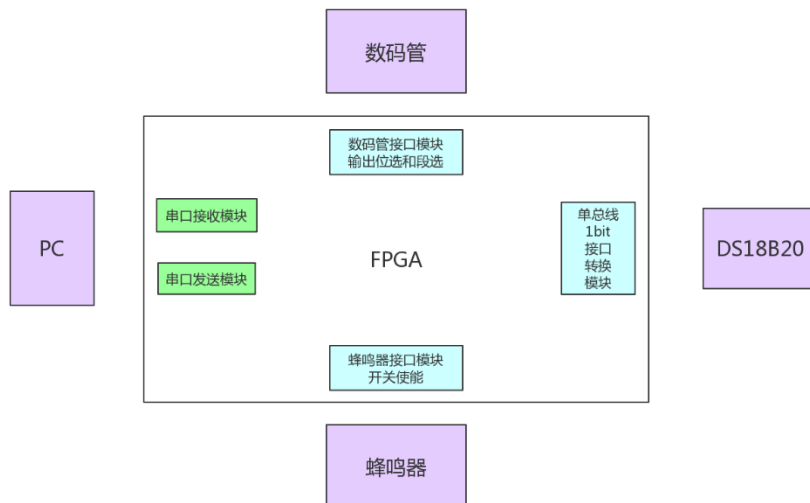 数码管
数码管接口模块
输出位选和段选
串口接收模块
PC
串口发送模块
FPGA
单总线
1bit
接口
转换
模块
DS18B20
蜂鸣器接口模块
开关使能
蜂鸣器